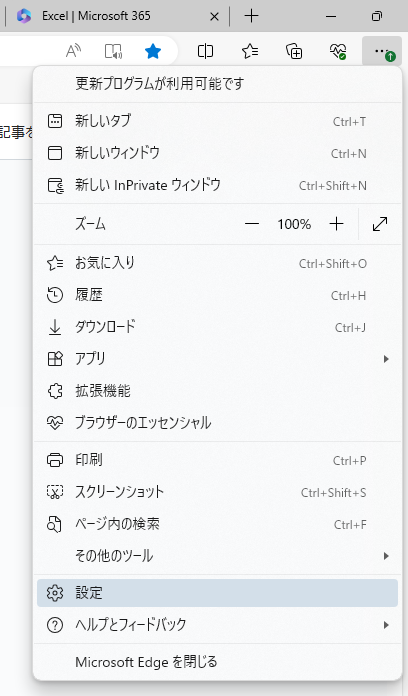 Excel | Microsoft 365
更新プログラムが利用可能です
記事を
新しいタブ Ctrl+T
新しいウィンドウ Ctrl+N
新しい InPrivate ウィンドウ Ctrl+Shift+N
ズーム 100%
お気に入り Ctrl+Shift+O
履歴 Ctrl+H
ダウンロード Ctrl+J
アプリ
拡張機能
ブラウザーのエッセンシャル
印刷 Ctrl+P
スクリーンショット Ctrl+Shift+S
ページ内の検索 Ctrl+F
その他のツール
設定
ヘルプとフィードバック
Microsoft Edge を閉じる